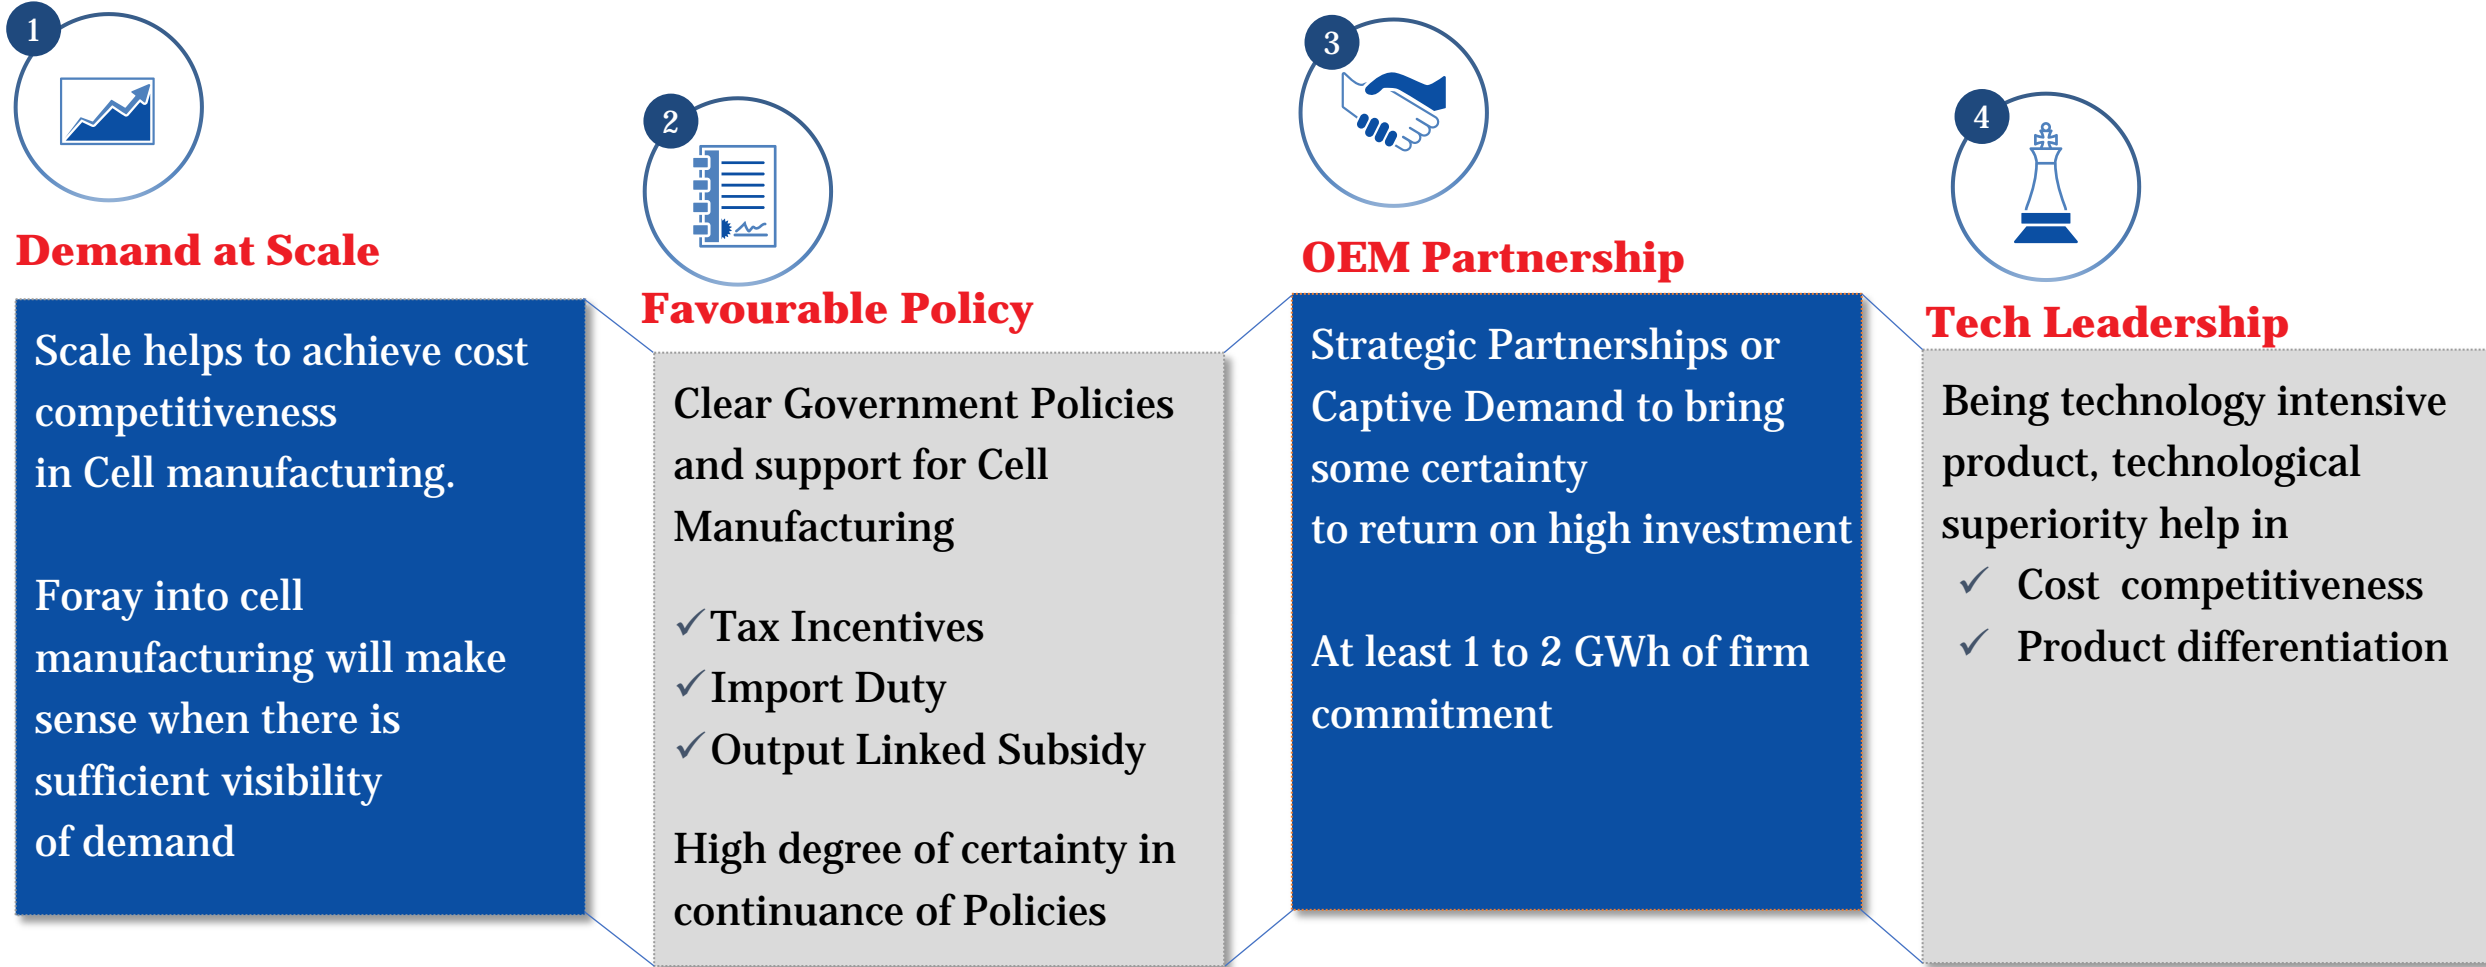 1
Demand at Scale
Scale helps to achieve cost
competitiveness
in Cell manufacturing.
Foray into cell
manufacturing will make
sense when there is
sufficient visibility
of demand
2
Favourable Policy
Clear Government Policies
and support for Cell
Manufacturing
✓ Tax Incentives
✓ Import Duty
✓ Output Linked Subsidy
High degree of certainty in
continuance of Policies
3
OEM Partnership
Strategic Partnerships or
Captive Demand to bring
some certainty
to return on high investment
At least 1 to 2 GWh of firm
commitment
4
Tech Leadership
Being technology intensive
product, technological
superiority help in
✓ Cost competitiveness
✓ Product differentiation